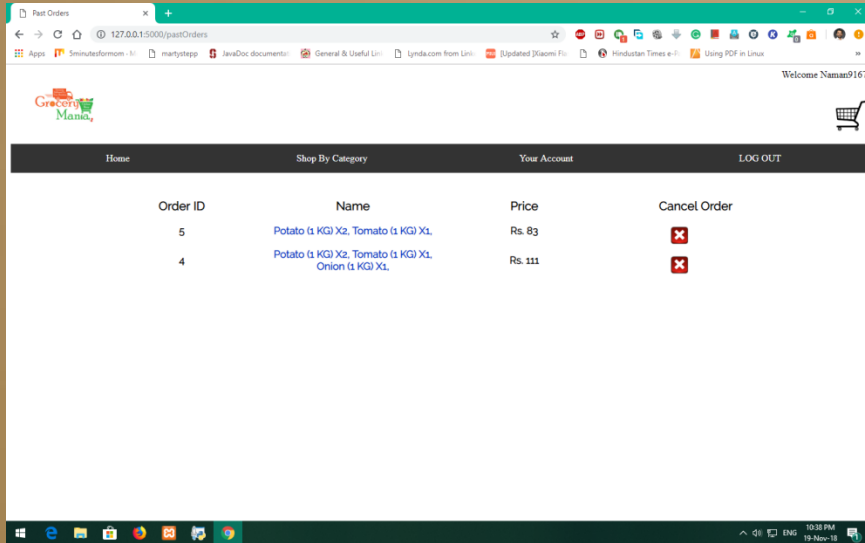 Past Orders
127.0.0.1:5000/pastOrders
Apps 5minutesformom - M martystepp JavaDoc documentat General & Useful Lin Lynda.com from Link [Updated ]Xiaomi Fla Hindustan Times e-P Using PDF in Linux »
Welcome Naman9167
Grocery
Mania
Home Shop By Category Your Account LOG OUT
Order ID Name Price Cancel Order
5 Potato (1 KG) X2, Tomato (1 KG) X1, Rs. 83
4 Potato (1 KG) X2, Tomato (1 KG) X1, Rs. 111
Onion (1 KG) X1,
ENG 10:38 PM
19-Nov-18